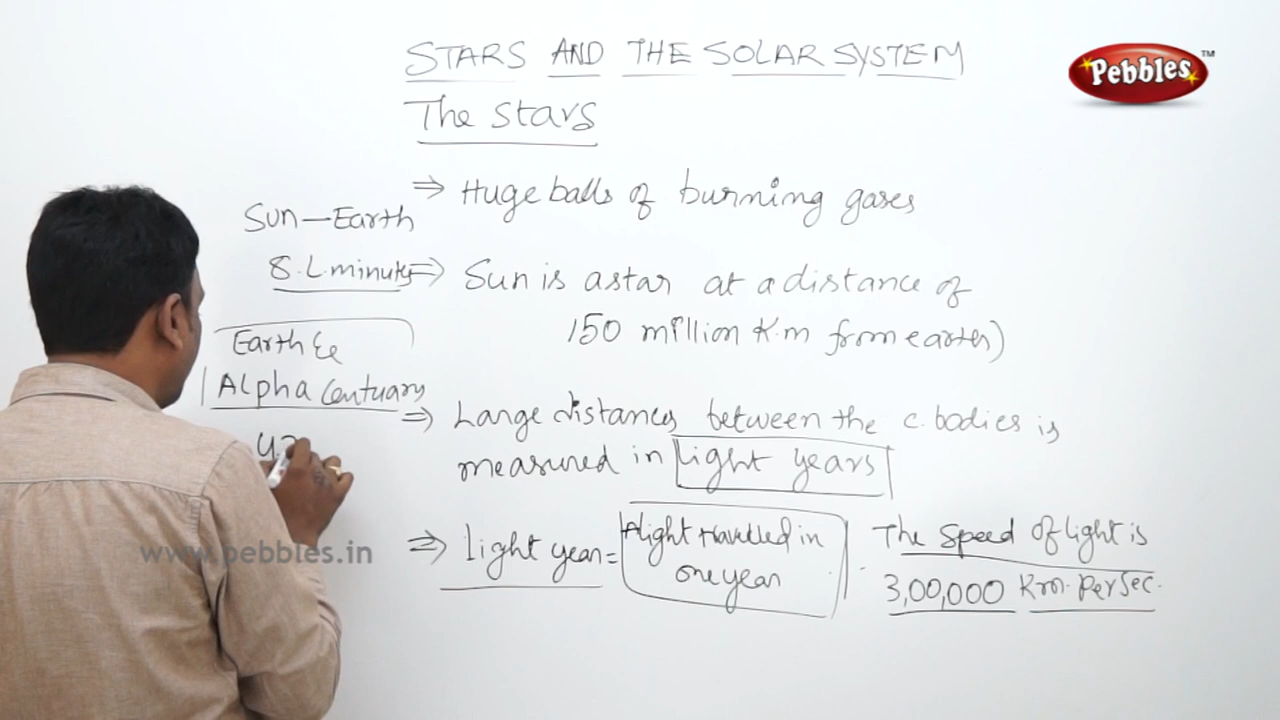 STARS AND THE SOLAR SYSTEM
Pebbles™
The stars
⇒ Huge balls of burning gases
Sun—Earth
8.L.minutes
⇒ Sun is a star at a distance of
150 million K.m from earth)
Earth &
Alpha Centuary
4.
⇒ Large distances between the c.bodies is
measured in light years
⇒ light year = light travelled in
one year
The speed of light is
3,00,000 Km. Per Sec.
www.pebbles.in